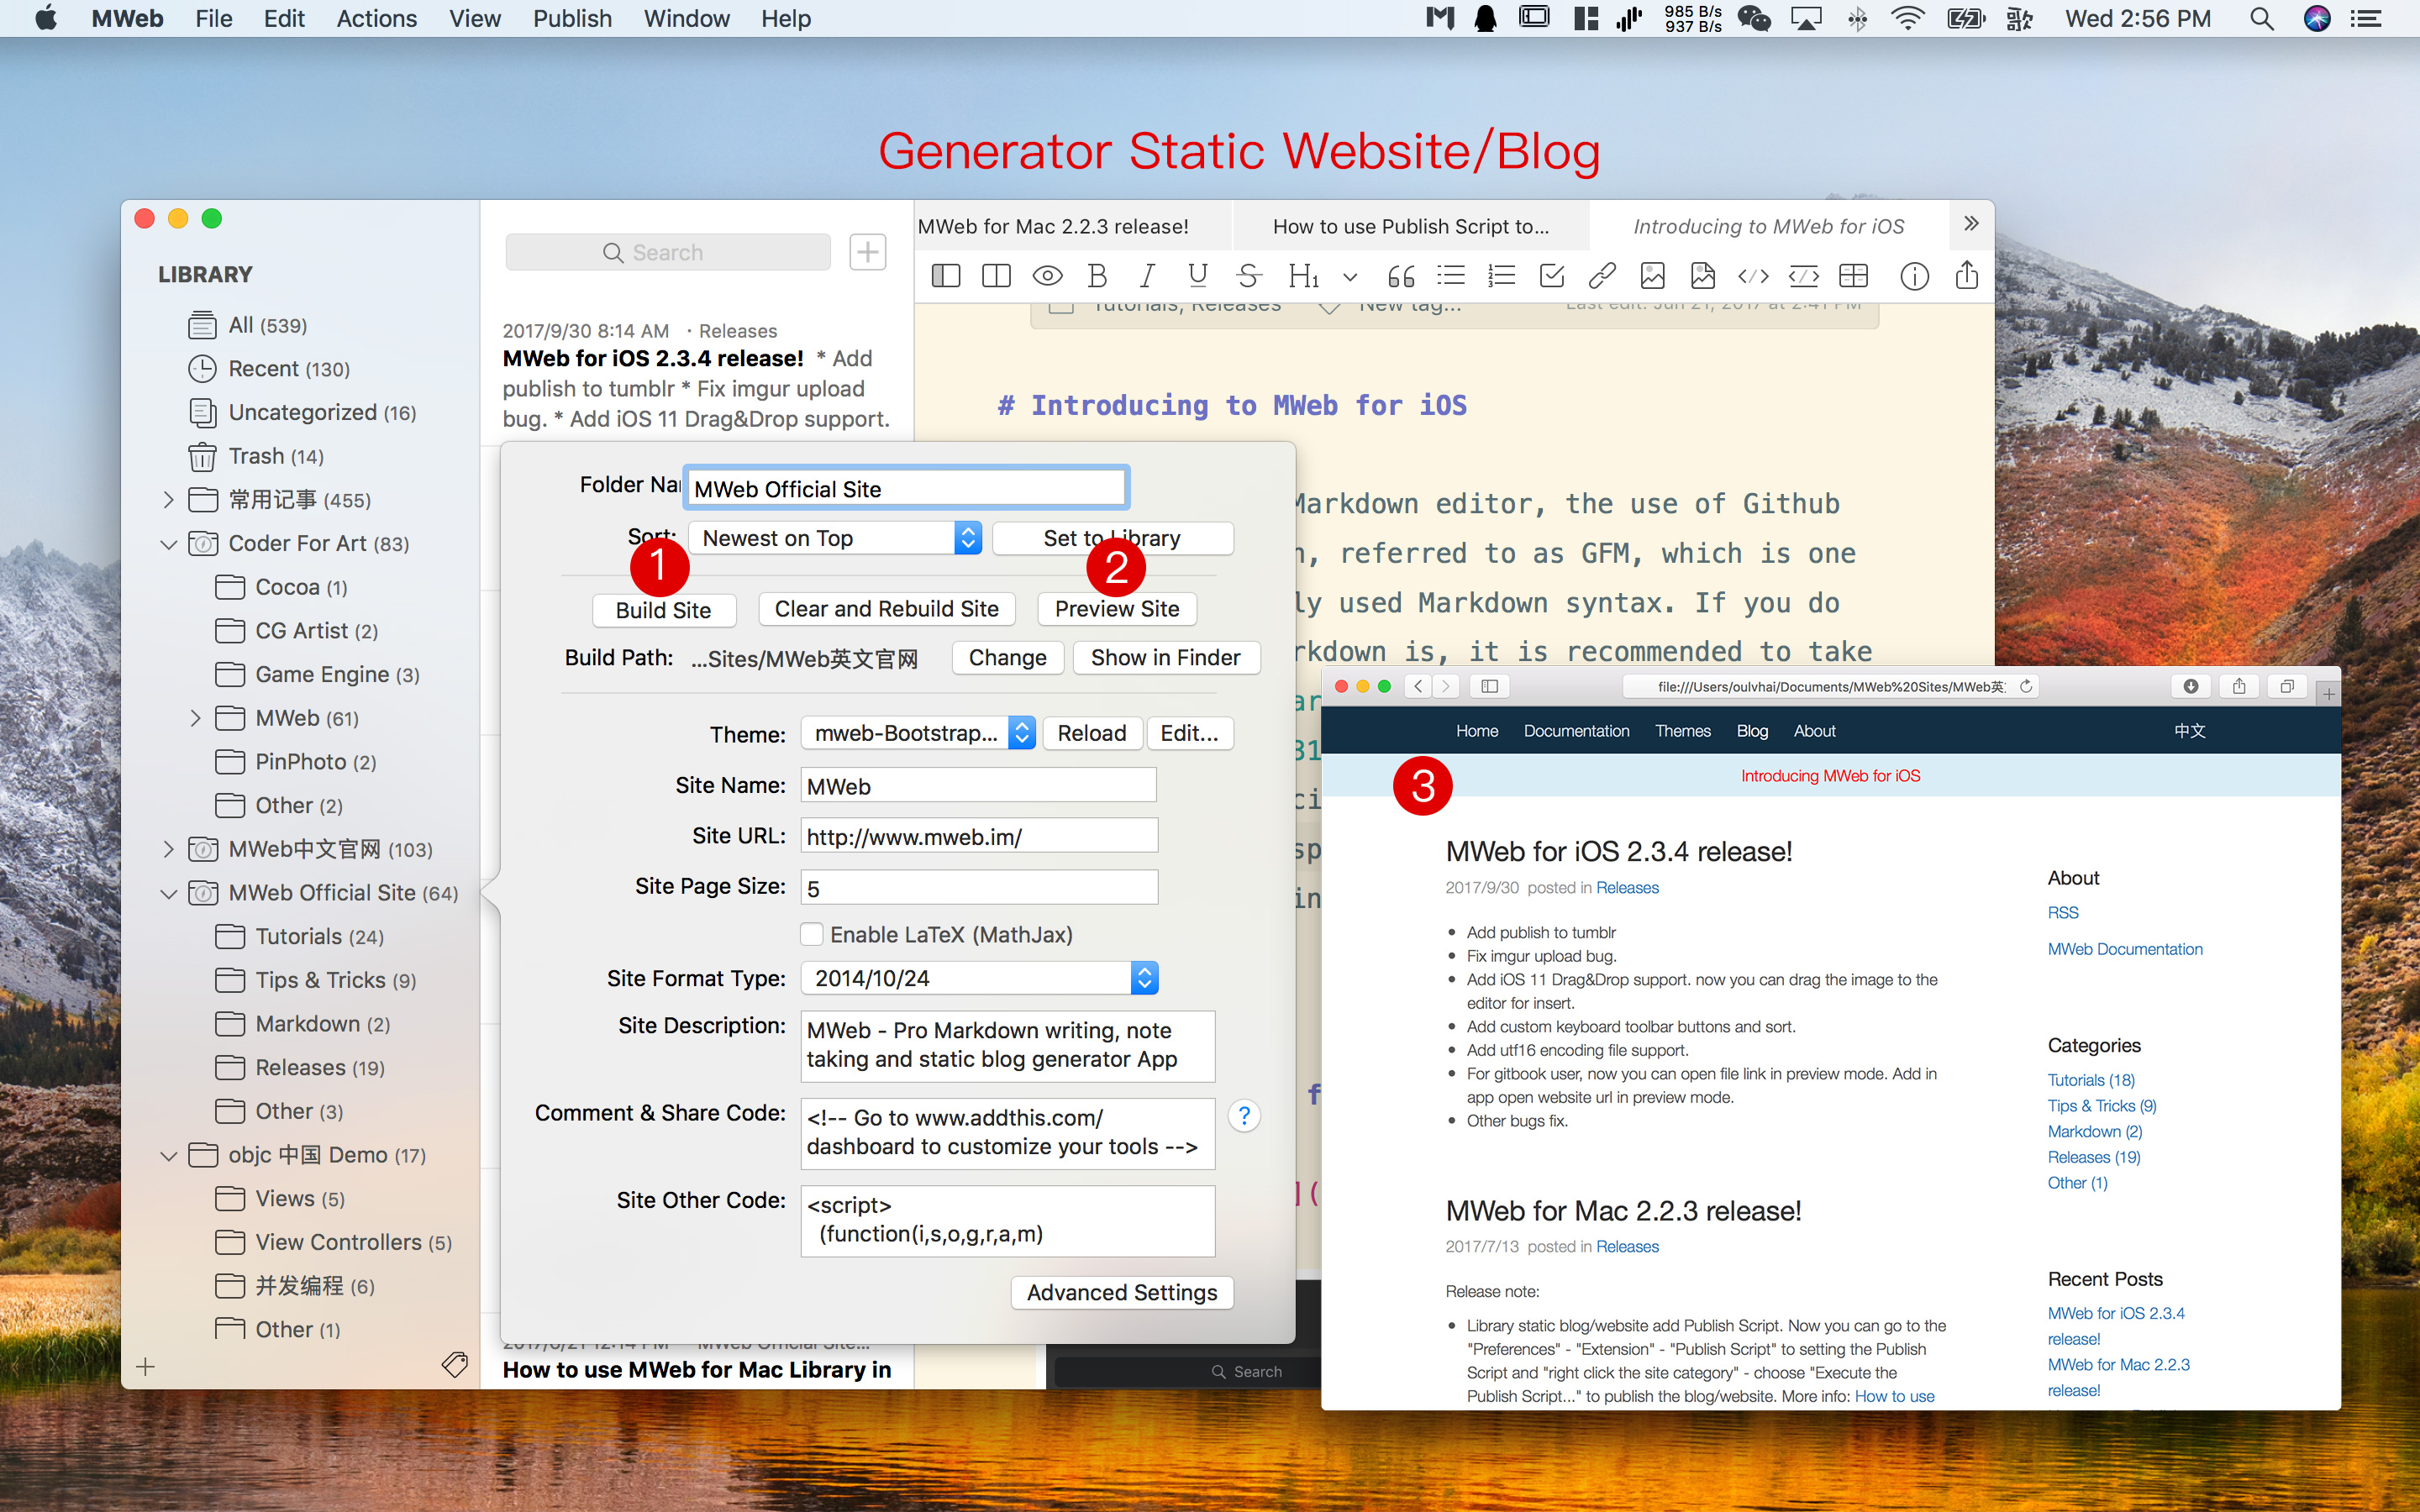 MWeb File Edit Actions View Publish Window Help
985 B/s
937 B/s
Wed 2:56 PM
Generator Static Website/Blog
LIBRARY
All (539)
Recent (130)
Uncategorized (16)
Trash (14)
常用记事 (455)
Coder For Art (83)
Cocoa (1)
CG Artist (2)
Game Engine (3)
MWeb (61)
PinPhoto (2)
Other (2)
MWeb中文官网 (103)
MWeb Official Site (64)
Tutorials (24)
Tips & Tricks (9)
Markdown (2)
Releases (19)
Other (3)
objc 中国 Demo (17)
Views (5)
View Controllers (5)
并发编程 (6)
Other (1)
Search
2017/9/30 8:14 AM · Releases
MWeb for iOS 2.3.4 release! * Add
publish to tumblr * Fix imgur upload
bug. * Add iOS 11 Drag&Drop support.
How to use MWeb for Mac Library in
MWeb for Mac 2.2.3 release!
How to use Publish Script to...
Introducing to MWeb for iOS
Tutorials, Releases New tag... Last edit: Jun 21, 2017 at 2:41 PM
# Introducing to MWeb for iOS
Markdown editor, the use of Github
, referred to as GFM, which is one
ly used Markdown syntax. If you do
rkdown is, it is recommended to take
Folder Na
MWeb Official Site
Sort:
Newest on Top
Set to Library
1
2
Build Site
Clear and Rebuild Site
Preview Site
Build Path: ...Sites/MWeb英文官网
Change
Show in Finder
Theme: mweb-Bootstrap...
Reload
Edit...
Site Name: MWeb
Site URL: http://www.mweb.im/
Site Page Size: 5
Enable LaTeX (MathJax)
Site Format Type: 2014/10/24
Site Description: MWeb - Pro Markdown writing, note
taking and static blog generator App
Comment & Share Code: <!-- Go to www.addthis.com/
dashboard to customize your tools -->
?
Site Other Code: <script>
(function(i,s,o,g,r,a,m)
Advanced Settings
Search
file:///Users/oulvhai/Documents/MWeb%20Sites/MWeb英
Home Documentation Themes Blog About 中文
3
Introducing MWeb for iOS
MWeb for iOS 2.3.4 release!
2017/9/30 posted in Releases
• Add publish to tumblr
• Fix imgur upload bug.
• Add iOS 11 Drag&Drop support. now you can drag the image to the
editor for insert.
• Add custom keyboard toolbar buttons and sort.
• Add utf16 encoding file support.
• For gitbook user, now you can open file link in preview mode. Add in
app open website url in preview mode.
• Other bugs fix.
MWeb for Mac 2.2.3 release!
2017/7/13 posted in Releases
Release note:
• Library static blog/website add Publish Script. Now you can go to the
"Preferences" - "Extension" - "Publish Script" to setting the Publish
Script and "right click the site category" - choose "Execute the
Publish Script..." to publish the blog/website. More info: How to use
About
RSS
MWeb Documentation
Categories
Tutorials (18)
Tips & Tricks (9)
Markdown (2)
Releases (19)
Other (1)
Recent Posts
MWeb for iOS 2.3.4
release!
MWeb for Mac 2.2.3
release!